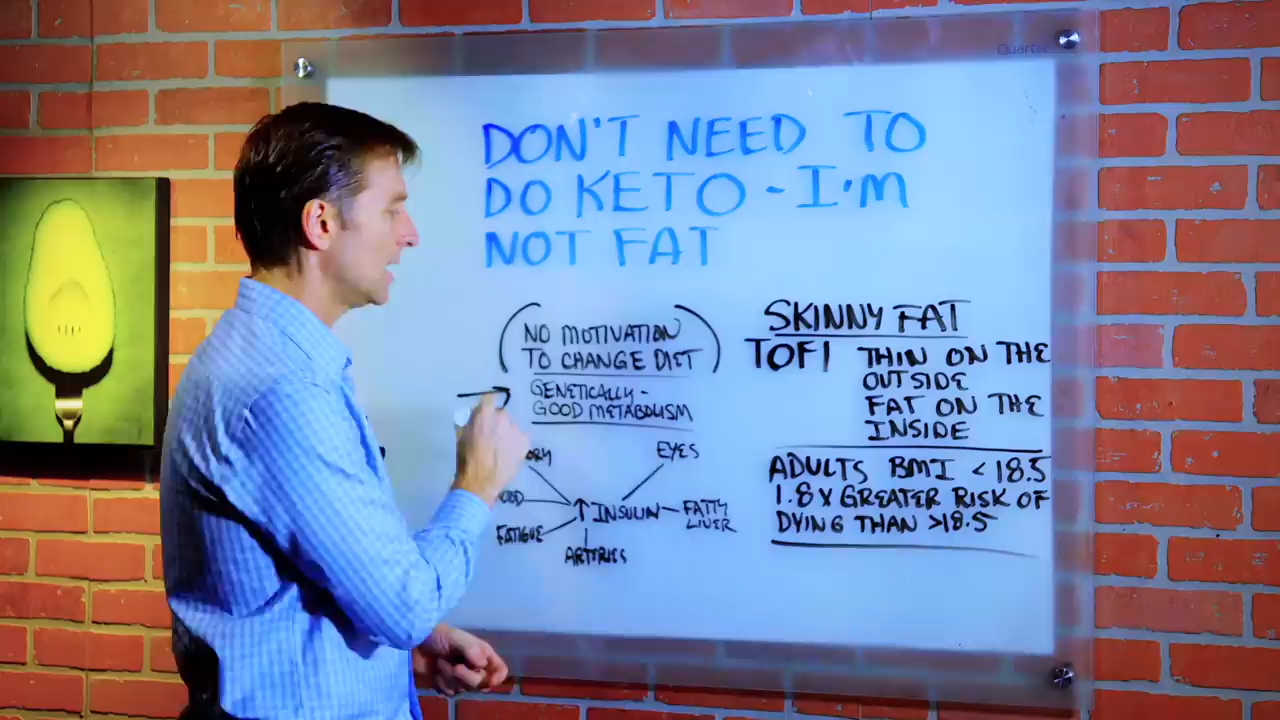 Quartet
DON'T NEED TO
DO KETO - I'M
NOT FAT
(NO MOTIVATION
TO CHANGE DIET)
GENETICALLY -
GOOD METABOLISM
EYES
↑ INSULIN
FATTY
LIVER
FATIGUE
ARTERIES
SKINNY FAT
TOFI THIN ON THE
OUTSIDE
FAT ON THE
INSIDE
ADULTS BMI < 18.5
1.8 X GREATER RISK OF
DYING THAN >18.5